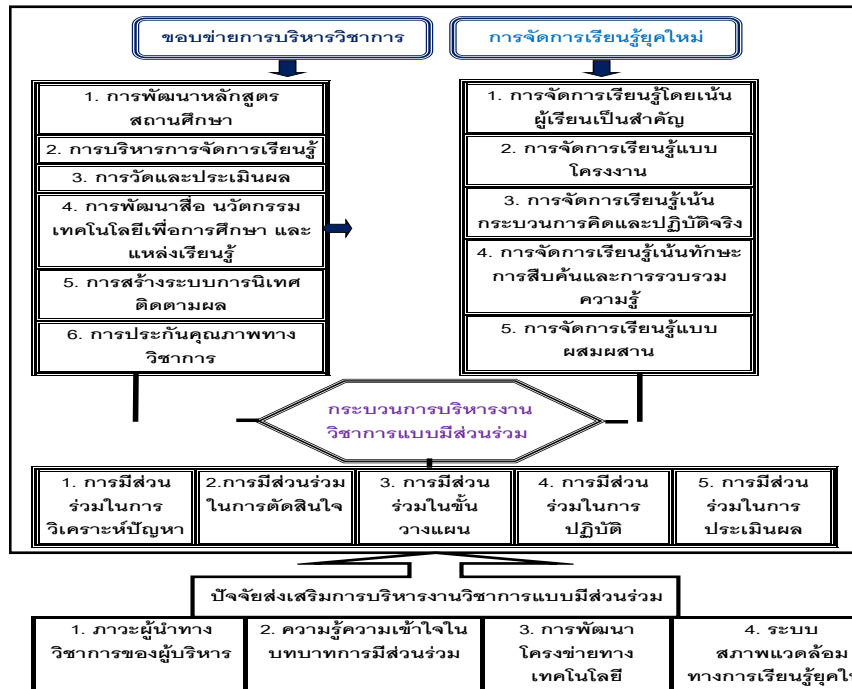 ขอบข่ายการบริหารวิชาการ
การจัดการเรียนรู้ยุคใหม่
1. การพัฒนาหลักสูตร
สถานศึกษา
2. การบริหารการจัดการเรียนรู้
3. การวัดและประเมินผล
4. การพัฒนาสื่อ นวัตกรรม
เทคโนโลยีเพื่อการศึกษา และ
แหล่งเรียนรู้
5. การสร้างระบบการนิเทศ
ติดตามผล
6. การประกันคุณภาพทาง
วิชาการ
1. การจัดการเรียนรู้โดยเน้น
ผู้เรียนเป็นสำคัญ
2. การจัดการเรียนรู้แบบ
โครงงาน
3. การจัดการเรียนรู้เน้น
กระบวนการคิดและปฏิบัติจริง
4. การจัดการเรียนรู้เน้นทักษะ
การสืบค้นและการรวบรวม
ความรู้
5. การจัดการเรียนรู้แบบ
ผสมผสาน
กระบวนการบริหารงาน
วิชาการแบบมีส่วนร่วม
1. การมีส่วน
ร่วมในการ
วิเคราะห์ปัญหา
2.การมีส่วนร่วม
ในการตัดสินใจ
3. การมีส่วน
ร่วมในขั้น
วางแผน
4. การมีส่วน
ร่วมในการ
ปฏิบัติ
5. การมีส่วน
ร่วมในการ
ประเมินผล
ปัจจัยส่งเสริมการบริหารงานวิชาการแบบมีส่วนร่วม
1. ภาวะผู้นำทาง
วิชาการของผู้บริหาร
2. ความรู้ความเข้าใจใน
บทบาทการมีส่วนร่วม
3. การพัฒนา
โครงข่ายทาง
เทคโนโลยี
4. ระบบ
สภาพแวดล้อม
ทางการเรียนรู้ยุค